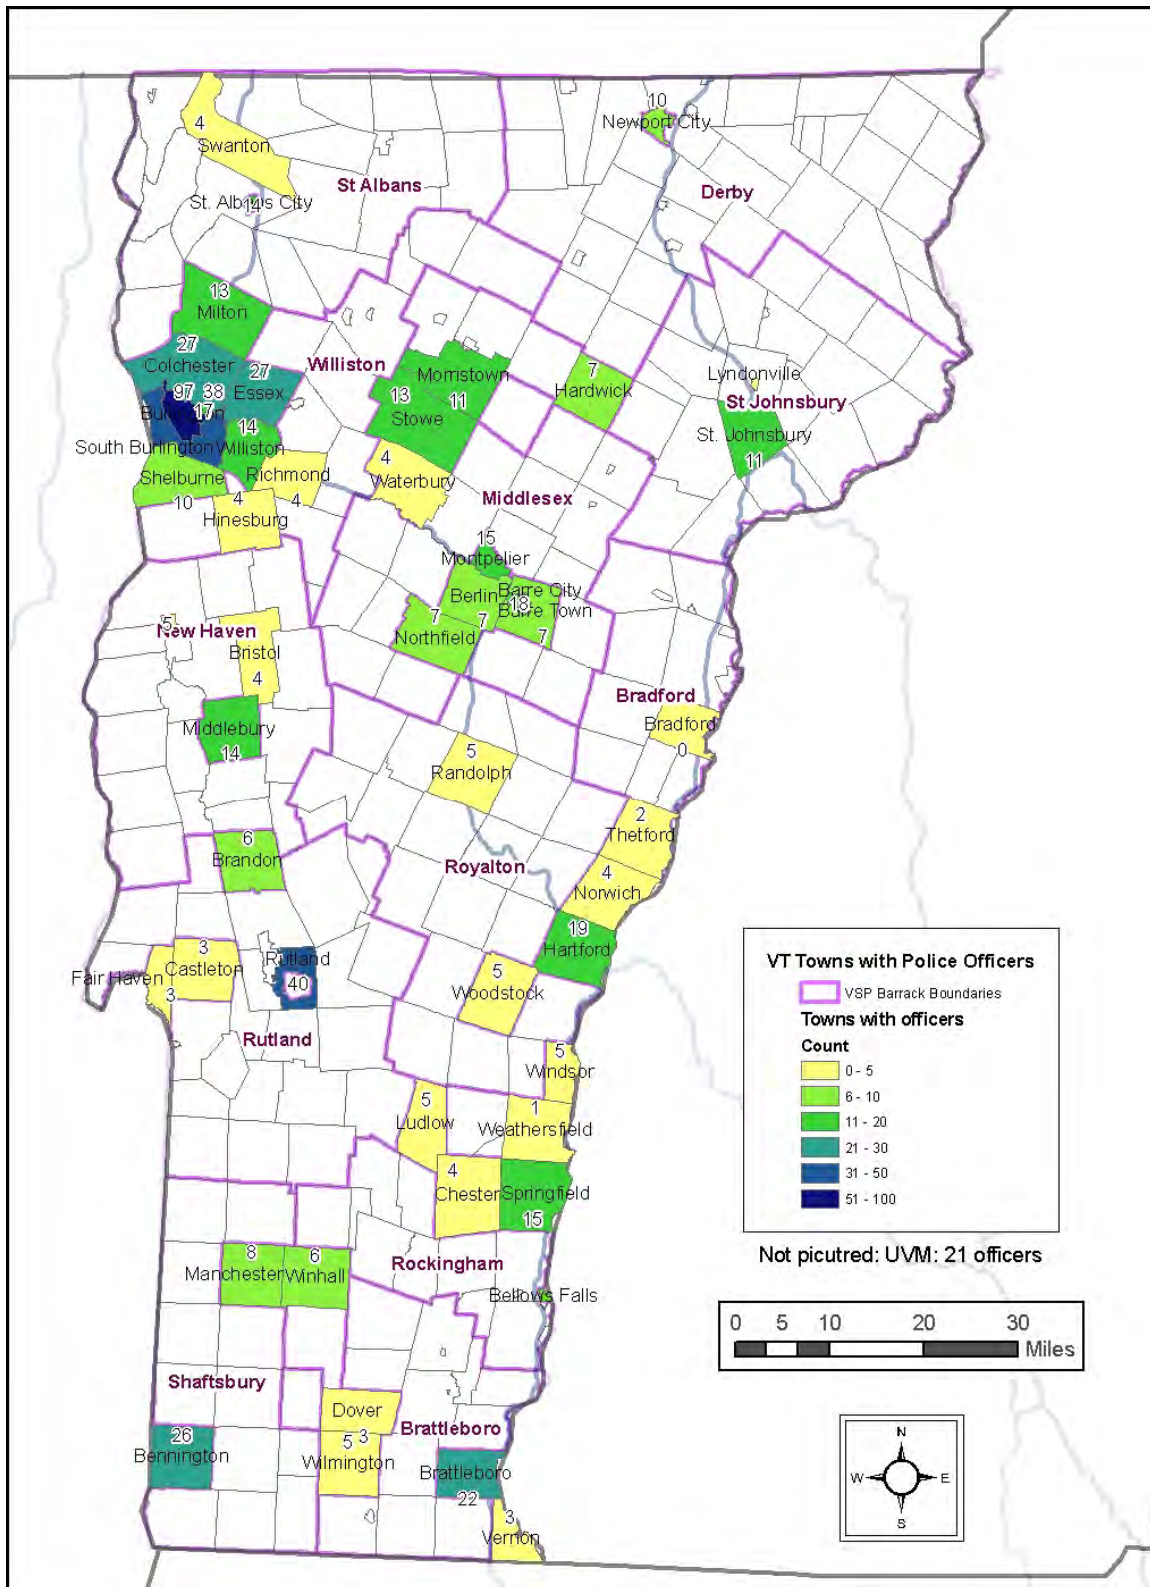 10
Newport City
4
Swanton
St Albans
Derby
St. Albans City
14
13
Milton
27
Colchester
Williston
27
Essex
Morristown
7
Hardwick
Lyndonville
St Johnsbury
97
38
17
13
11
Stowe
St. Johnsbury
11
14
South Burlington
Williston
Shelburne
Richmond
4
Waterbury
10
4
4
Hinesburg
Middlesex
15
Montpelier
Berlin
Barre City
18
Barre Town
7
Northfield
7
7
5
New Haven
Bristol
4
Bradford
Bradford
0
Middlebury
14
5
Randolph
2
Thetford
6
Brandon
Royalton
4
Norwich
19
Hartford
3
Castleton
Fair Haven
3
Rutland
40
5
Woodstock
Rutland
5
Windsor
5
Ludlow
1
Weathersfield
4
Chester
Springfield
15
8
Manchester
6
Winhall
Rockingham
Bellows Falls
Shaftsbury
Dover
3
5
Wilmington
Brattleboro
26
Bennington
Brattleboro
22
3
Vernon
VT Towns with Police Officers
VSP Barrack Boundaries
Towns with officers
Count
0 - 5
6 - 10
11 - 20
21 - 30
31 - 50
51 - 100
Not picutred: UVM: 21 officers
0 5 10 20 30
Miles
N
W E
S